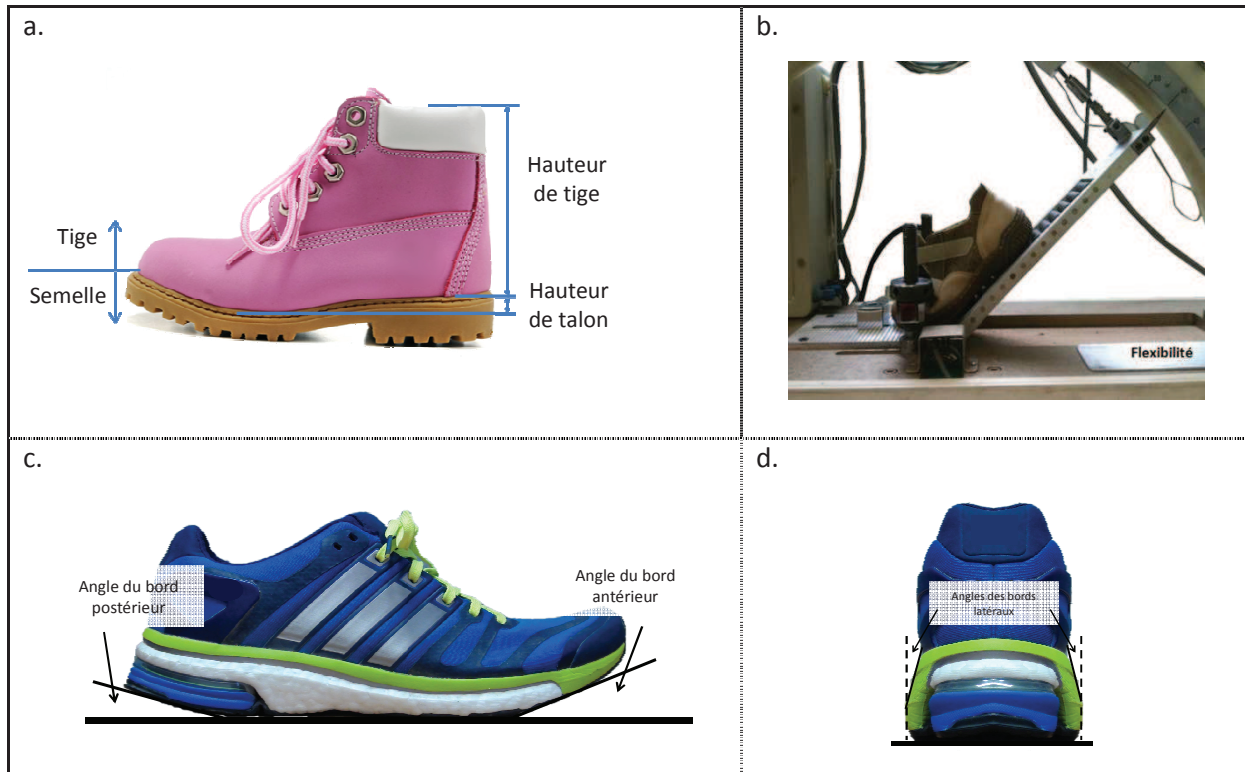 a.
Hauteur
de tige
Tige
Semelle
Hauteur
de talon
b.
Flexibilité
c.
Angle du bord
postérieur
Angle du bord
antérieur
d.
Angles des bords
latéraux